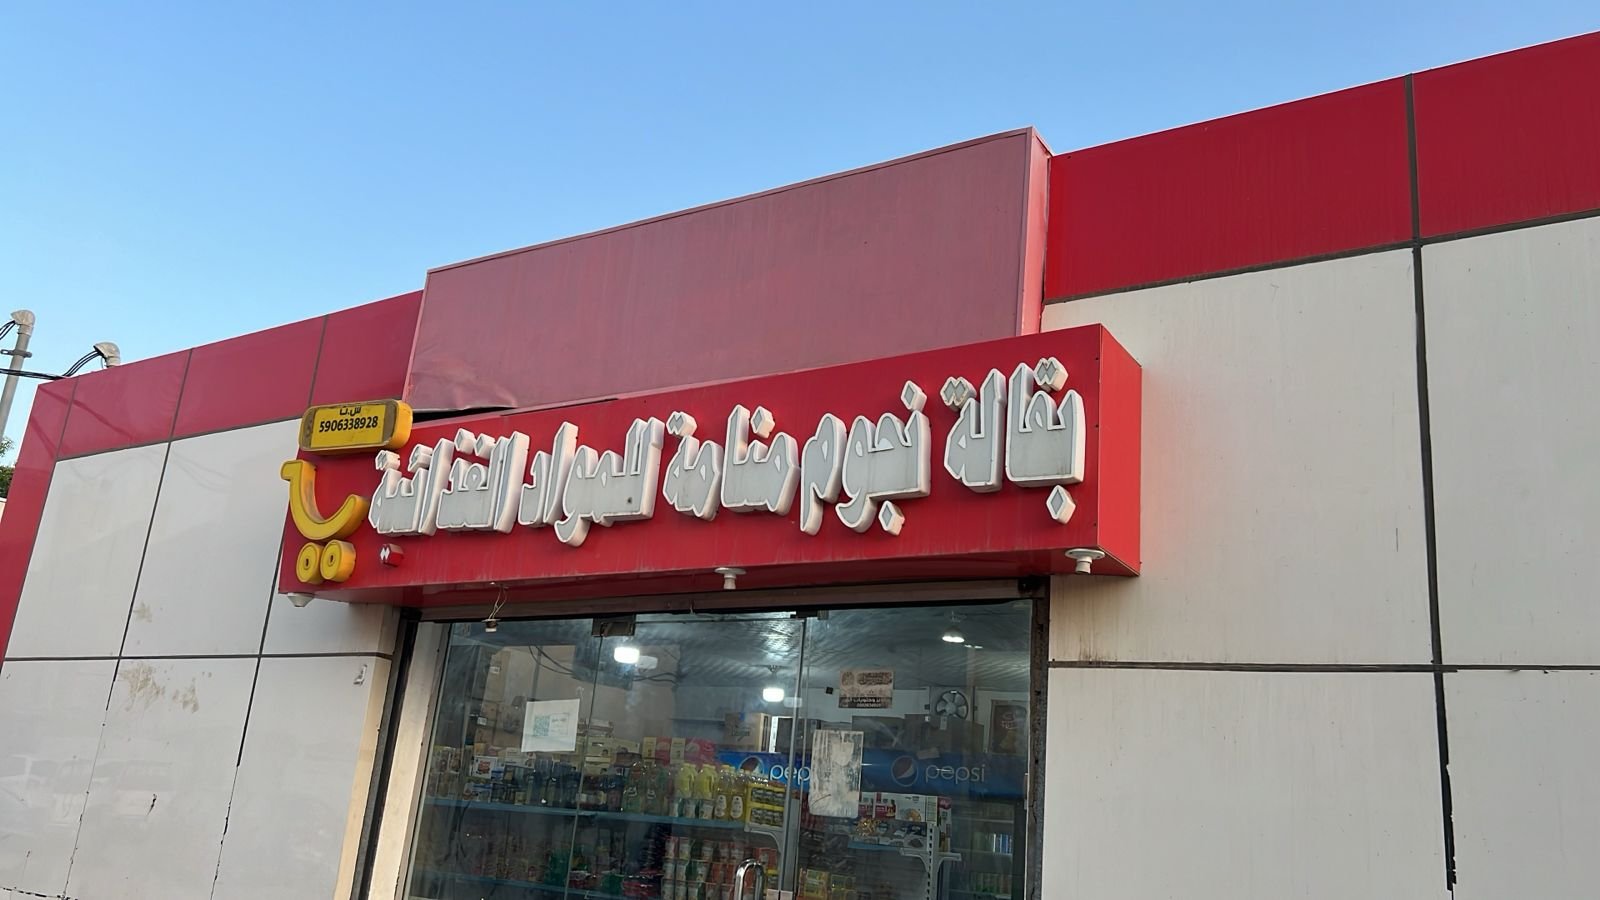 بقالة نجوم منامة للمواد الغذائية
س.ت
5906338928
pepsi
pepsi